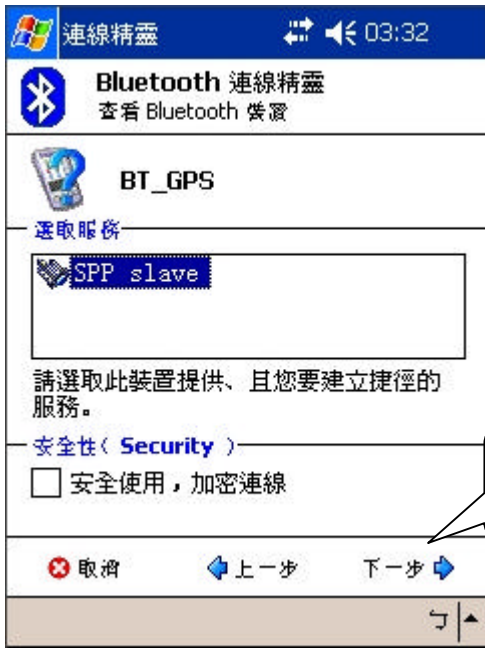 連線精靈 03:32
Bluetooth 連線精靈
查看 Bluetooth 裝置
BT_GPS
選取服務
SPP slave
請選取此裝置提供、且您要建立捷徑的
服務。
安全性( Security )
安全使用，加密連線
取消 上一步 下一步
ㄅ